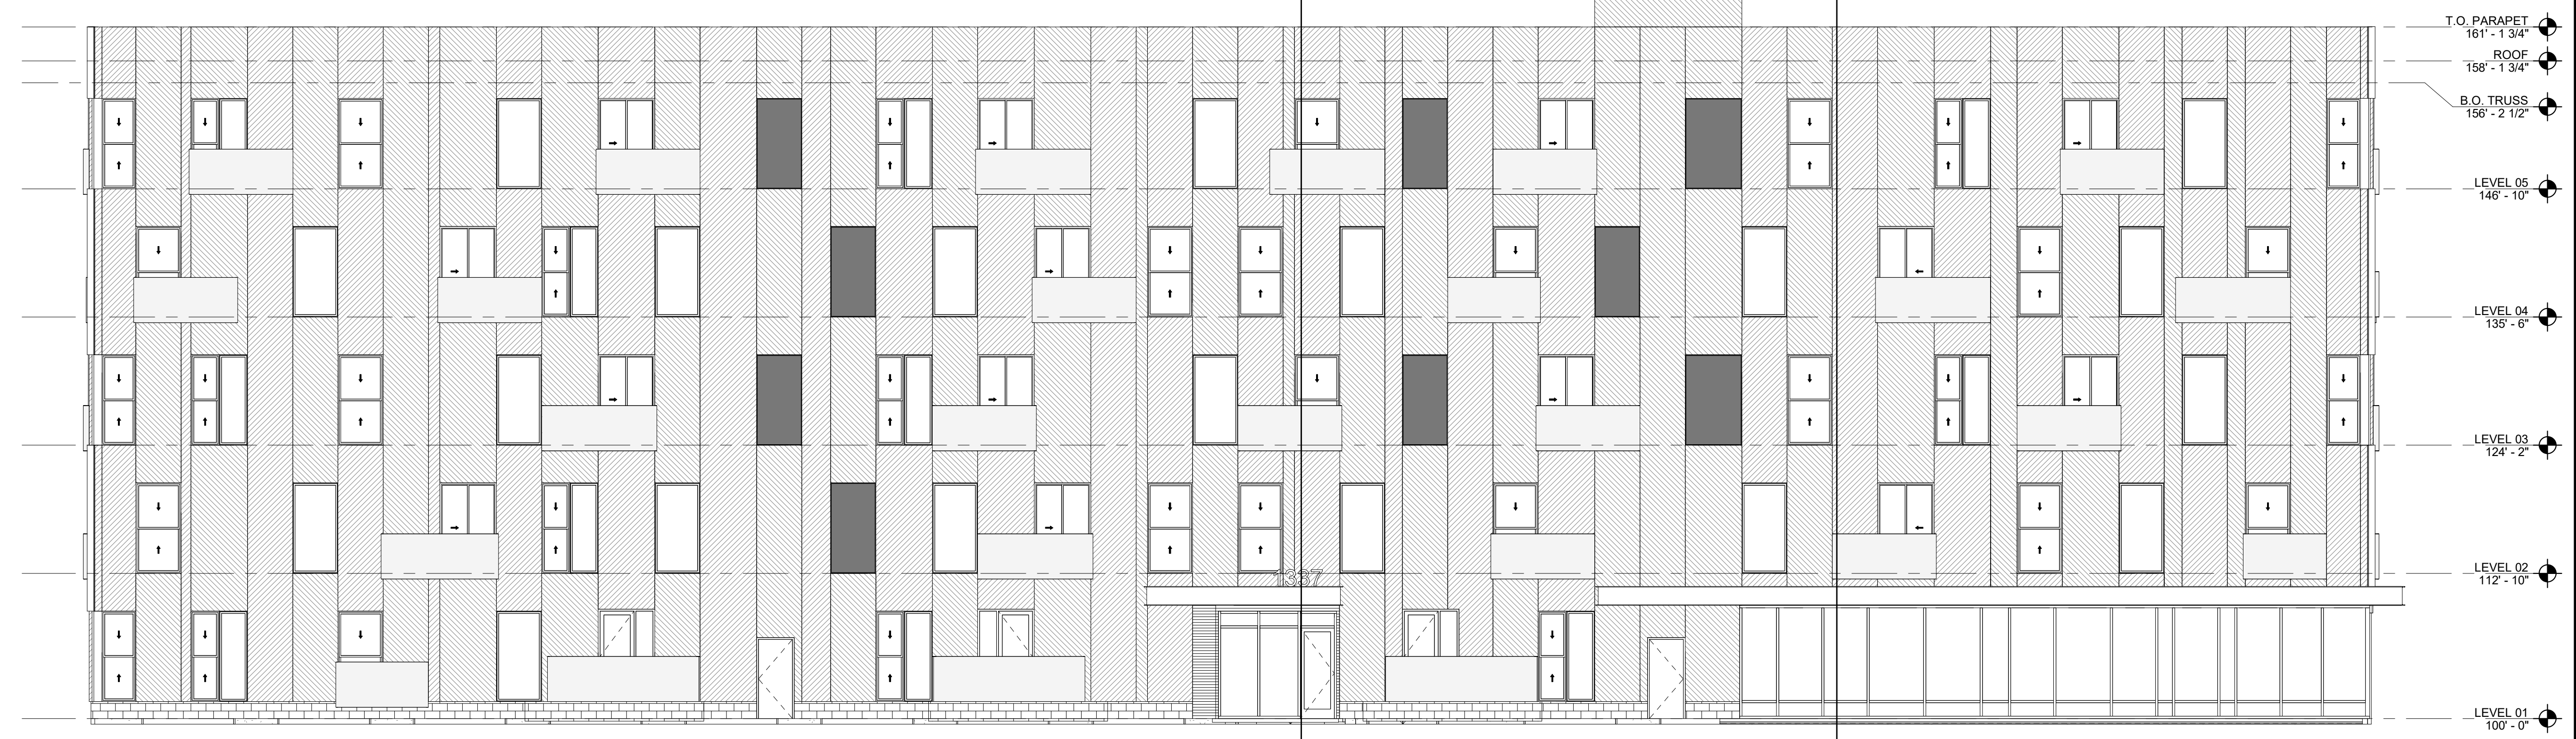 T.O. PARAPET
161' - 1 3/4"
ROOF
158' - 1 3/4"
B.O. TRUSS
156' - 2 1/2"
LEVEL 05
146' - 10"
LEVEL 04
135' - 6"
LEVEL 03
124' - 2"
LEVEL 02
112' - 10"
1337
LEVEL 01
100' - 0"